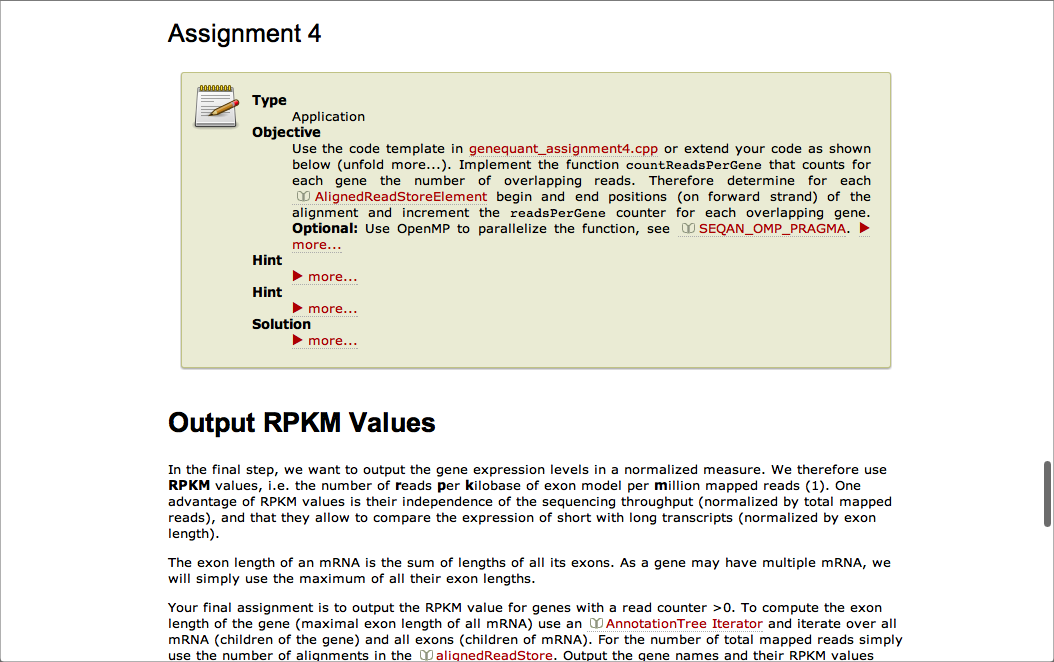 Assignment 4
Type
Application
Objective
Use the code template in genequant_assignment4.cpp or extend your code as shown
below (unfold more...). Implement the function countReadsPerGene that counts for
each gene the number of overlapping reads. Therefore determine for each
AlignedReadStoreElement begin and end positions (on forward strand) of the
alignment and increment the readsPerGene counter for each overlapping gene.
Optional: Use OpenMP to parallelize the function, see SEQAN_OMP_PRAGMA. ▶
more...
Hint
▶ more...
Hint
▶ more...
Solution
▶ more...
Output RPKM Values
In the final step, we want to output the gene expression levels in a normalized measure. We therefore use
RPKM values, i.e. the number of reads per kilobase of exon model per million mapped reads (1). One
advantage of RPKM values is their independence of the sequencing throughput (normalized by total mapped
reads), and that they allow to compare the expression of short with long transcripts (normalized by exon
length).
The exon length of an mRNA is the sum of lengths of all its exons. As a gene may have multiple mRNA, we
will simply use the maximum of all their exon lengths.
Your final assignment is to output the RPKM value for genes with a read counter >0. To compute the exon
length of the gene (maximal exon length of all mRNA) use an AnnotationTree Iterator and iterate over all
mRNA (children of the gene) and all exons (children of mRNA). For the number of total mapped reads simply
use the number of alignments in the alignedReadStore. Output the gene names and their RPKM values